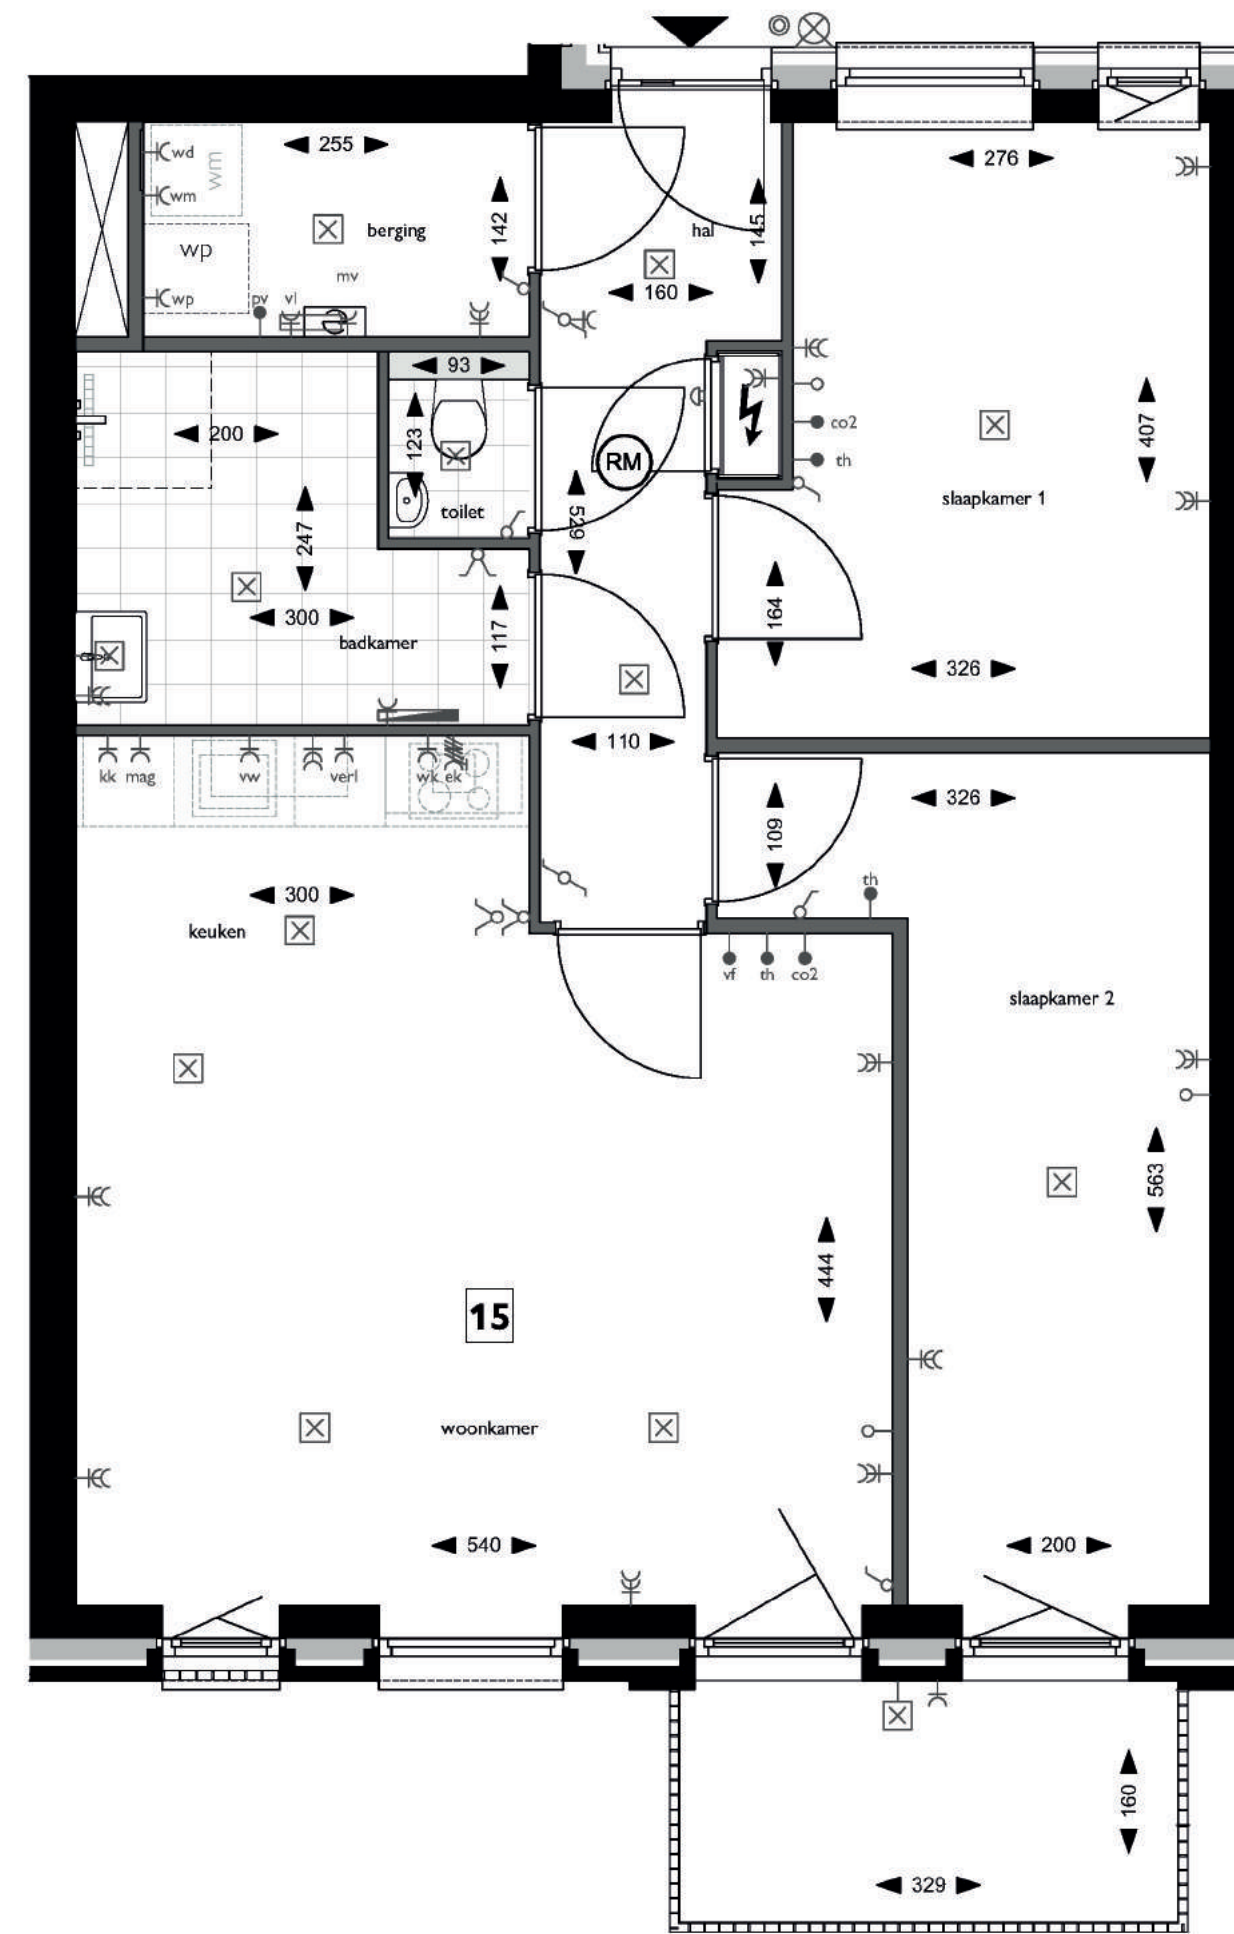 255
276
wd
wm
wm
142
145
berging
hal
wp
mv
160
wp
pv
vl
93
200
123
407
co2
RM
th
toilet
529
slaapkamer 1
247
164
300
117
badkamer
326
110
kk
mag
vw
verl
wk
ek
326
109
300
th
keuken
vf
th
co2
slaapkamer 2
563
444
15
woonkamer
540
200
160
329